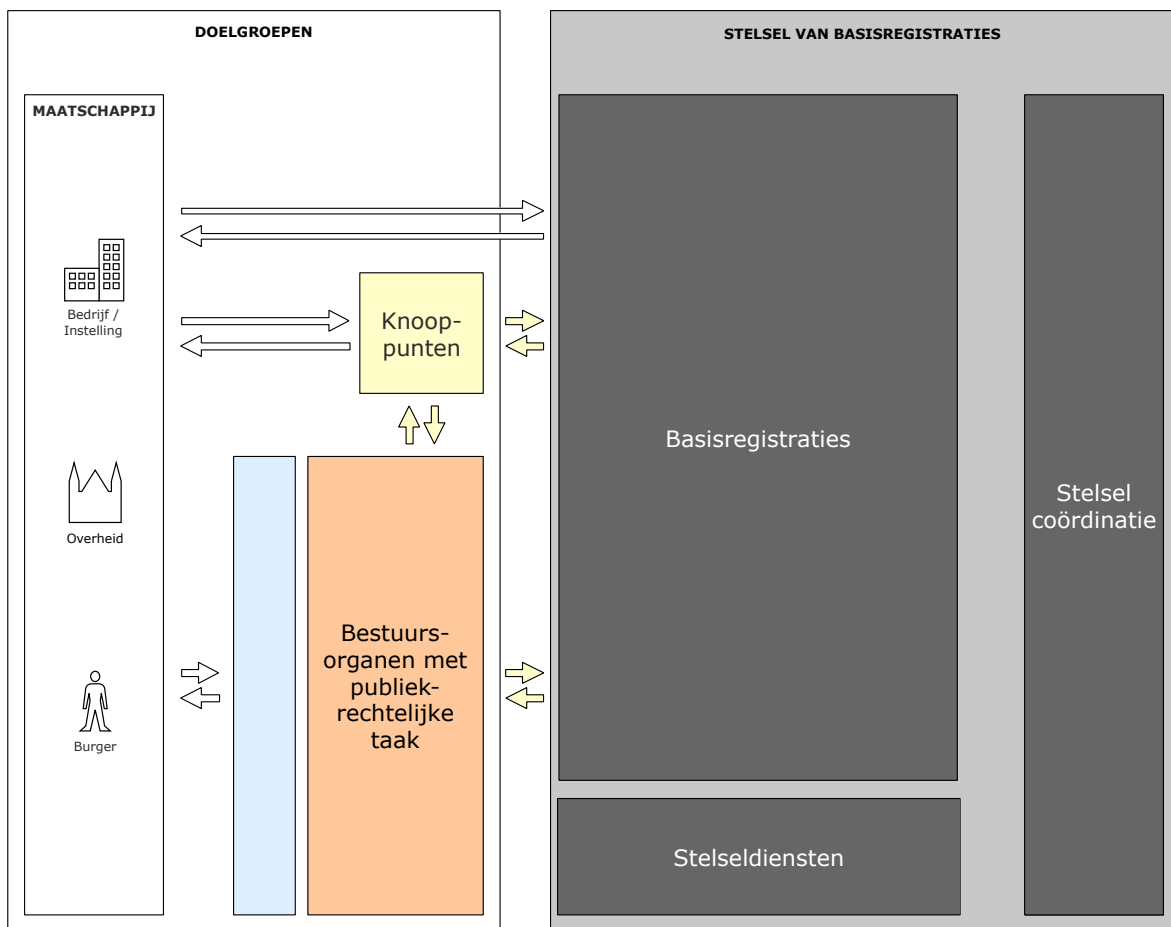 DOELGROEPEN
MAATSCHAPPIJ
Bedrijf /
Instelling
Overheid
Burger
Knoop-
punten
Bestuurs-
organen met
publiek-
rechtelijke
taak
STELSEL VAN BASISREGISTRATIES
Basisregistraties
Stelseldiensten
Stelsel
coördinatie